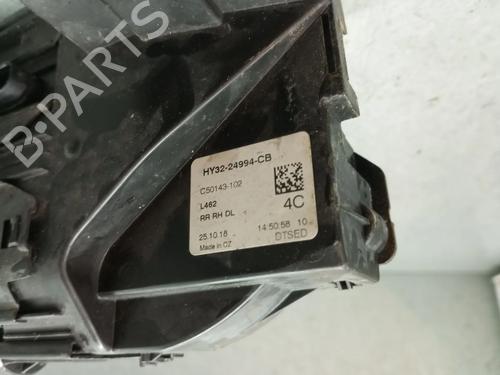 B-PARTS
HY32-24994-CB
C50143-102
L462
RR RH DL
4C
25.10.18 14:50:58 10
Made in CZ DTSED